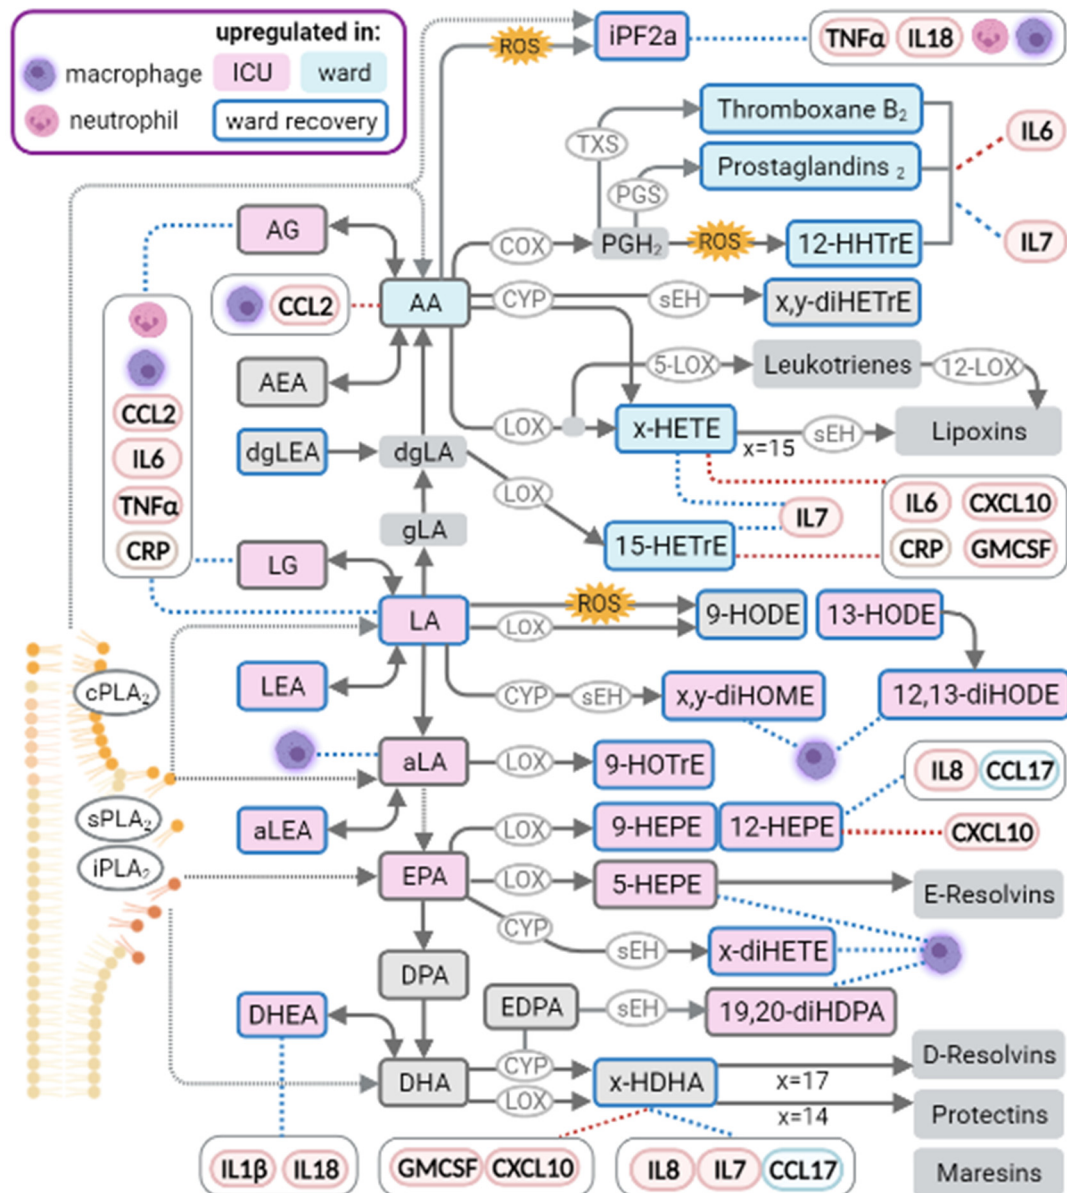 upregulated in:
macrophage
ICU
ward
neutrophil
ward recovery
ROS
iPF2a
TNFα IL18
Thromboxane B₂
TXS
IL6
Prostaglandins ₂
PGS
AG
COX
PGH₂
ROS
12-HHTrE
IL7
CCL2
AA
CYP
sEH
x,y-diHETrE
AEA
5-LOX
Leukotrienes
12-LOX
CCL2
LOX
x-HETE
x=15
sEH
Lipoxins
IL6
dgLEA
dgLA
LOX
TNFα
IL7
IL6 CXCL10
CRP
gLA
15-HETrE
CRP GMCSF
LG
LA
ROS
LOX
9-HODE
13-HODE
cPLA₂
LEA
CYP
sEH
x,y-diHOME
12,13-diHODE
aLA
LOX
9-HOTrE
IL8 CCL17
sPLA₂
aLEA
LOX
9-HEPE
12-HEPE
CXCL10
iPLA₂
EPA
LOX
5-HEPE
E-Resolvins
CYP
sEH
x-diHETE
DPA
DHEA
EDPA
sEH
19,20-diHDPA
DHA
CYP
LOX
x-HDHA
x=17
x=14
D-Resolvins
Protectins
Maresins
IL1β IL18
GMCSF CXCL10
IL8 IL7 CCL17